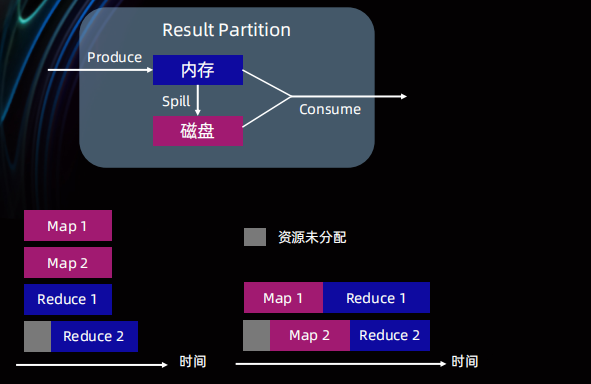 Result Partition
Produce
内存
Spill
Consume
磁盘
Map 1
Map 2
Reduce 1
Reduce 2
时间
资源未分配
Map 1
Reduce 1
Map 2
Reduce 2
时间